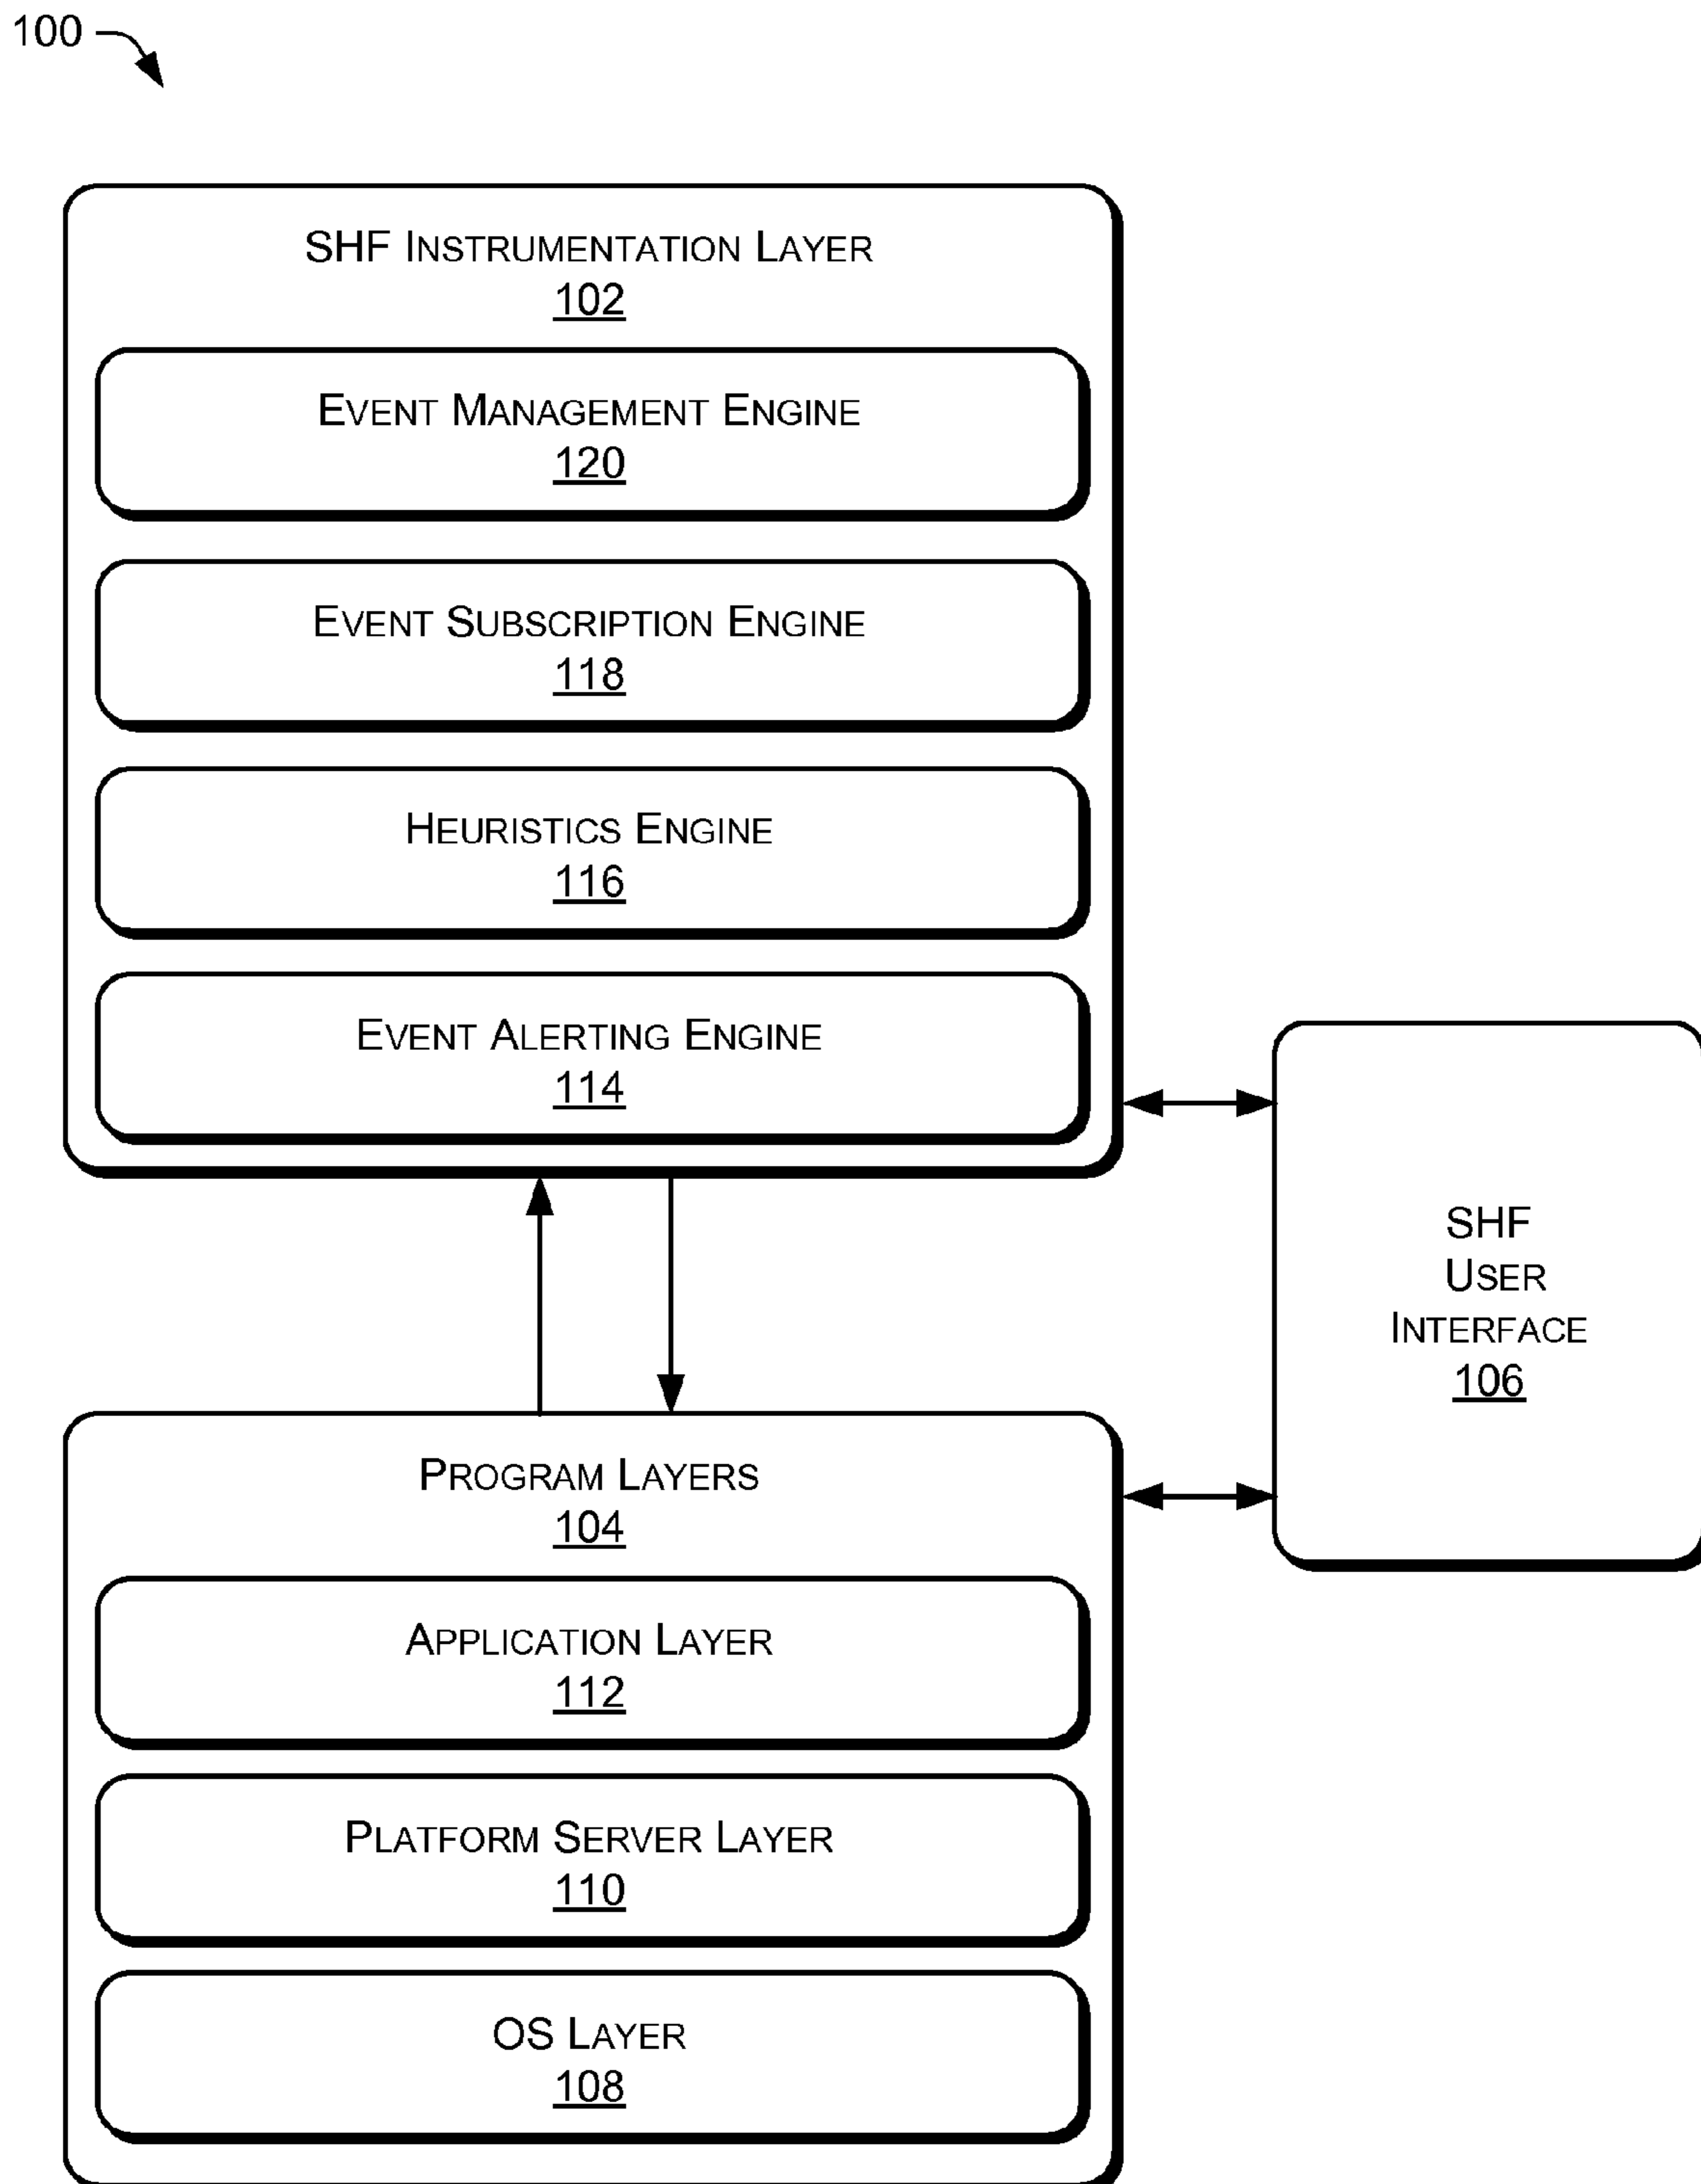 100
SHF INSTRUMENTATION LAYER
102
EVENT MANAGEMENT ENGINE
120
EVENT SUBSCRIPTION ENGINE
118
HEURISTICS ENGINE
116
EVENT ALERTING ENGINE
114
SHF
USER
INTERFACE
106
PROGRAM LAYERS
104
APPLICATION LAYER
112
PLATFORM SERVER LAYER
110
OS LAYER
108